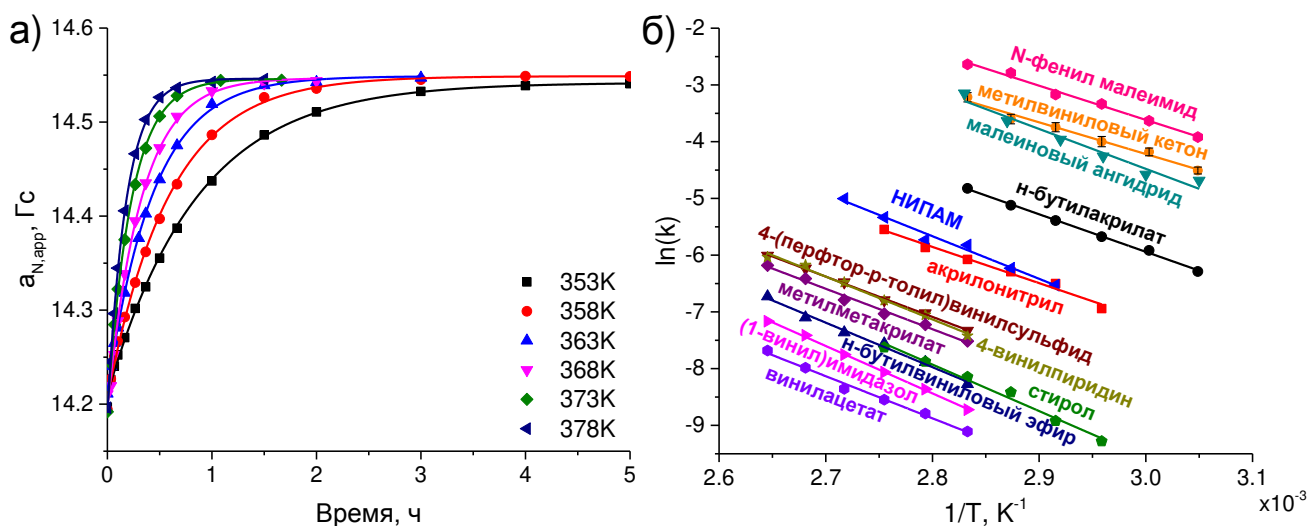 а)
14.6
14.5
14.4
14.3
14.2
a_N,app, Гс
0 1 2 3 4 5
Время, ч
353K
358K
363K
368K
373K
378K
б)
-2
-3
-4
-5
-6
-7
-8
-9
ln(k)
N-фенил малеимид
метилвиниловый кетон
малеиновый ангидрид
н-бутилакрилат
НИПАМ
акрилонитрил
4-(перфтор-р-толил)винилсульфид
метилметакрилат
4-винилпиридин
н-бутилвиниловый эфир
(1-винил)имидазол
стирол
винилацетат
2.6 2.7 2.8 2.9 3.0 3.1
x10⁻³
1/T, K⁻¹